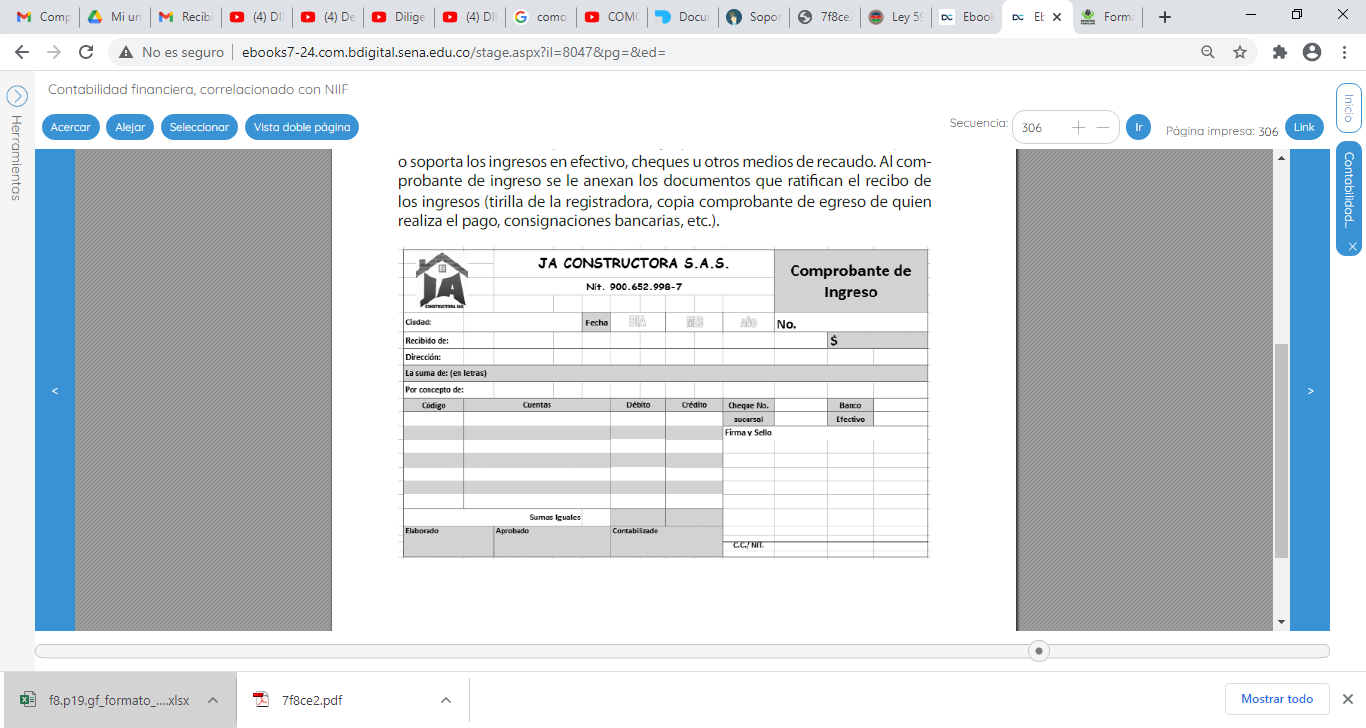 Comp
Mi un
Recib
(4) DI
(4) De
Dilige
(4) DI
como
COMO
Docu
Sopo
7f8ce
Ley 59
Ebook
Eb
Forma
No es seguro
ebooks7-24.com.bdigital.sena.edu.co/stage.aspx?il=8047&pg=&ed=
Herramientas
Contabilidad financiera, correlacionado con NIIF
Acercar Alejar Seleccionar Vista doble página
Secuencia: 306 Ir Página impresa: 306 Link
Inicio
Contabilidad...
o soporta los ingresos en efectivo, cheques u otros medios de recaudo. Al com-
probante de ingreso se le anexan los documentos que ratifican el recibo de
los ingresos (tirilla de la registradora, copia comprobante de egreso de quien
realiza el pago, consignaciones bancarias, etc.).
JA
CONSTRUCTORA SAS
JA CONSTRUCTORA S.A.S.
Nit. 900.652.998-7
Comprobante de
Ingreso
Ciudad: Fecha DIA MES AÑO No.
Recibido de: $
Dirección:
La suma de: (en letras)
Por concepto de:
Código Cuentas Débito Crédito Cheque No. Banco
sucursal Efectivo
Firma y Sello
Sumas Iguales
Elaborado Aprobado Contabilizado
C.C./ NIT.
< >
f8.p19.gf_formato_....xlsx
7f8ce2.pdf
Mostrar todo